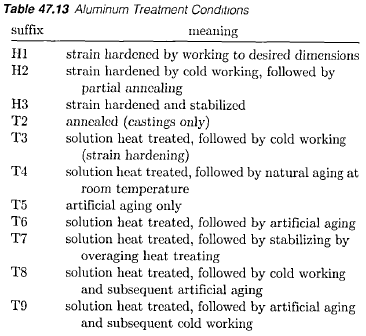 Table 47.13 Aluminum Treatment Conditions
suffix meaning
H1 strain hardened by working to desired dimensions
H2 strain hardened by cold working, followed by
partial annealing
H3 strain hardened and stabilized
T2 annealed (castings only)
T3 solution heat treated, followed by cold working
(strain hardening)
T4 solution heat treated, followed by natural aging at
room temperature
T5 artificial aging only
T6 solution heat treated, followed by artificial aging
T7 solution heat treated, followed by stabilizing by
overaging heat treating
T8 solution heat treated, followed by cold working
and subsequent artificial aging
T9 solution heat treated, followed by artificial aging
and subsequent cold working